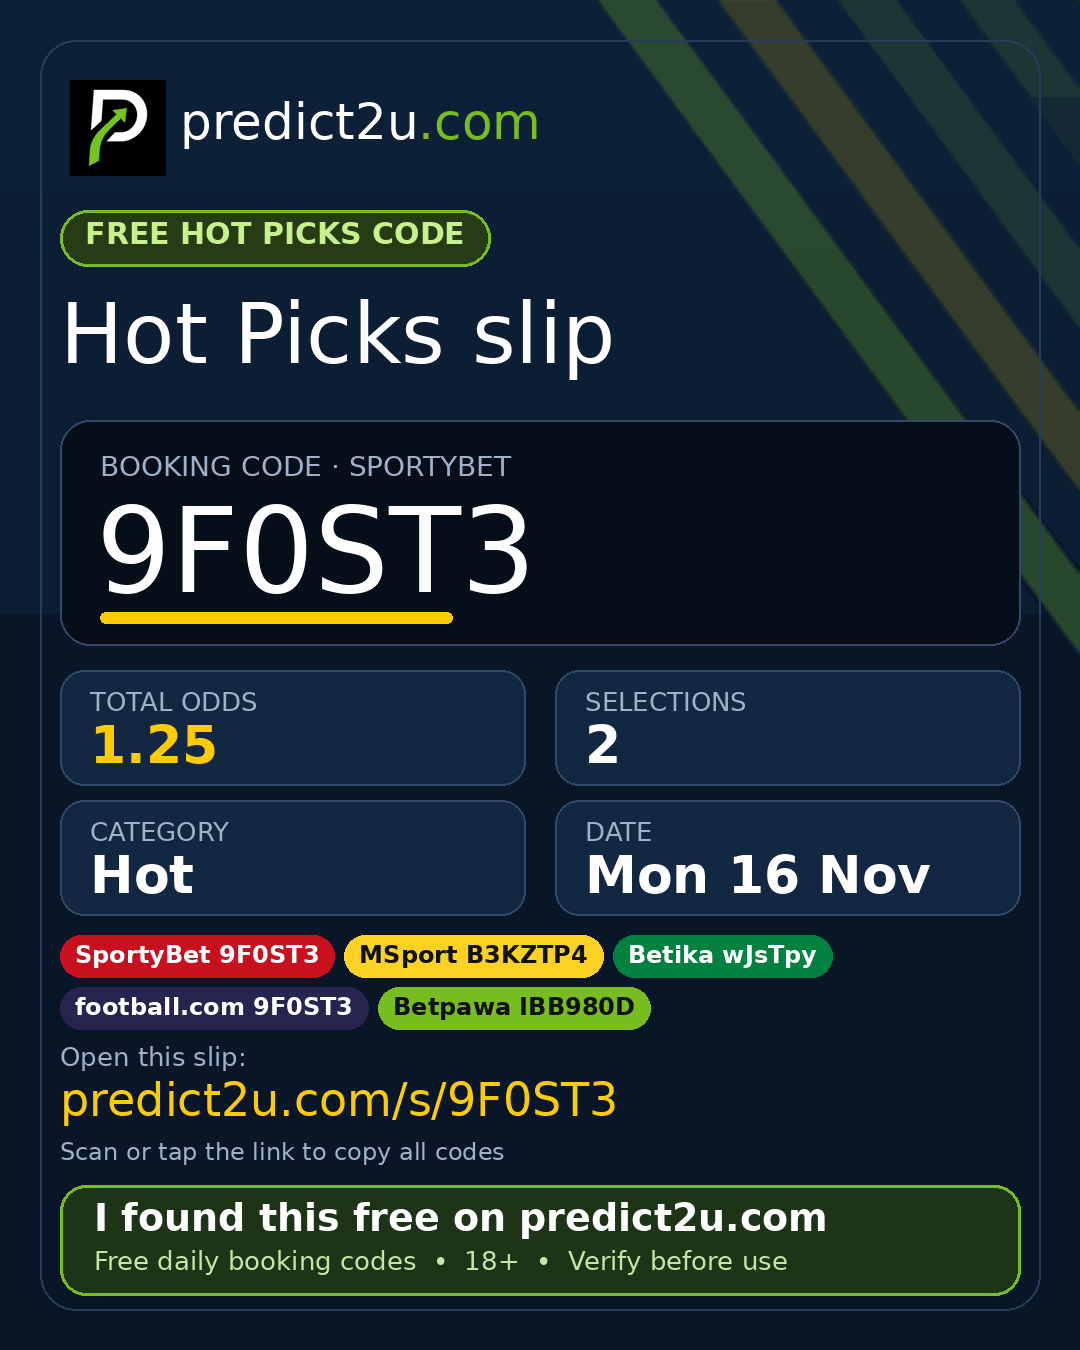 predict2u.com
FREE HOT PICKS CODE
Hot Picks slip
BOOKING CODE · SPORTYBET
9F0ST3
TOTAL ODDS
1.25
SELECTIONS
2
CATEGORY
Hot
DATE
Mon 16 Nov
SportyBet 9F0ST3
MSport B3KZTP4
Betika wJsTpy
football.com 9F0ST3
Betpawa IBB980D
Open this slip:
predict2u.com/s/9F0ST3
Scan or tap the link to copy all codes
I found this free on predict2u.com
Free daily booking codes • 18+ • Verify before use